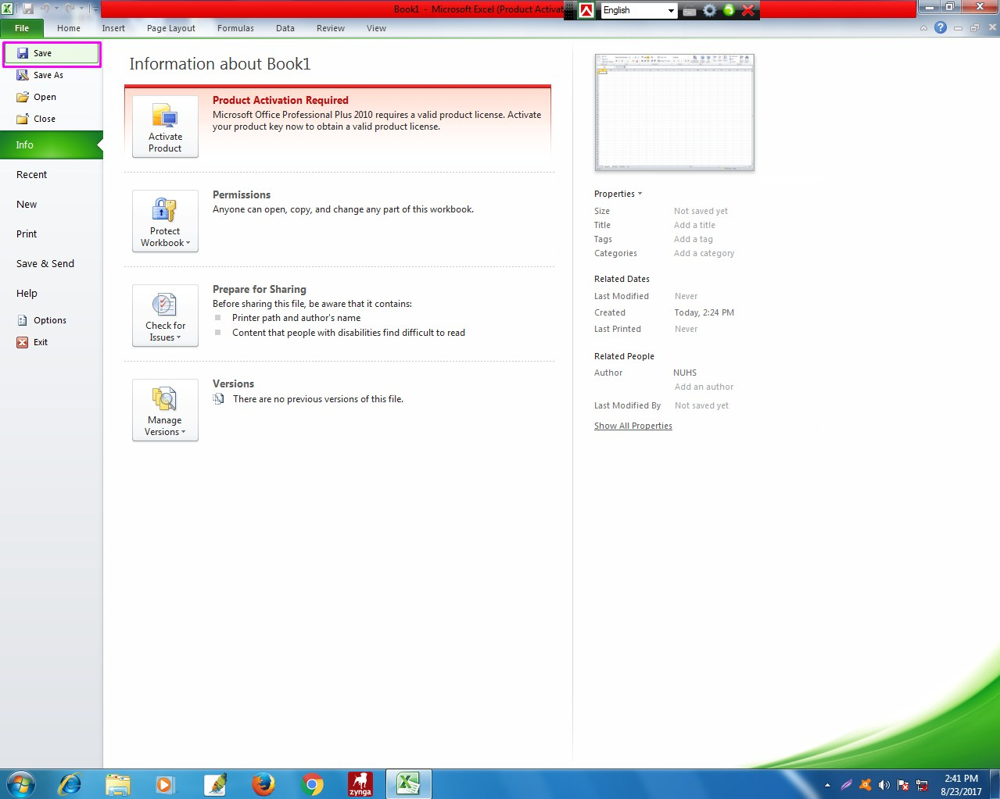 Book1 - Microsoft Excel (Product Activat
English
File Home Insert Page Layout Formulas Data Review View
Save
Save As
Open
Close
Info
Recent
New
Print
Save & Send
Help
Options
Exit
Information about Book1
Activate
Product
Product Activation Required
Microsoft Office Professional Plus 2010 requires a valid product license. Activate
your product key now to obtain a valid product license.
Protect
Workbook
Permissions
Anyone can open, copy, and change any part of this workbook.
Check for
Issues
Prepare for Sharing
Before sharing this file, be aware that it contains:
Printer path and author's name
Content that people with disabilities find difficult to read
Manage
Versions
Versions
There are no previous versions of this file.
Properties
Size Not saved yet
Title Add a title
Tags Add a tag
Categories Add a category
Related Dates
Last Modified Never
Created Today, 2:24 PM
Last Printed Never
Related People
Author NUHS
Add an author
Last Modified By Not saved yet
Show All Properties
zynga
2:41 PM
8/23/2017